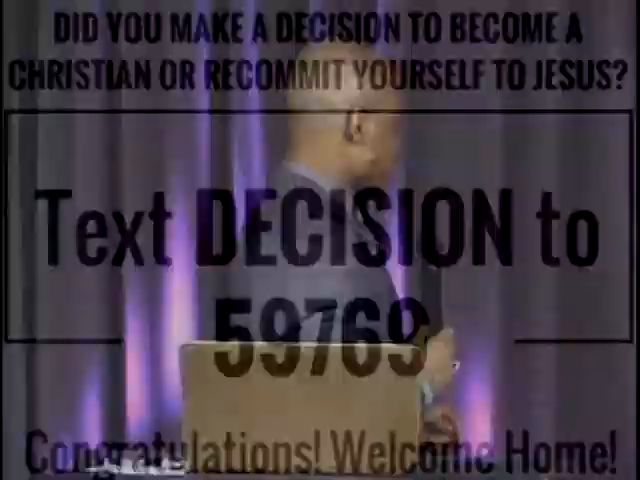 DID YOU MAKE A DECISION TO BECOME A
CHRISTIAN OR RECOMMIT YOURSELF TO JESUS?
Text DECISION to
59769
Congratulations! Welcome Home!